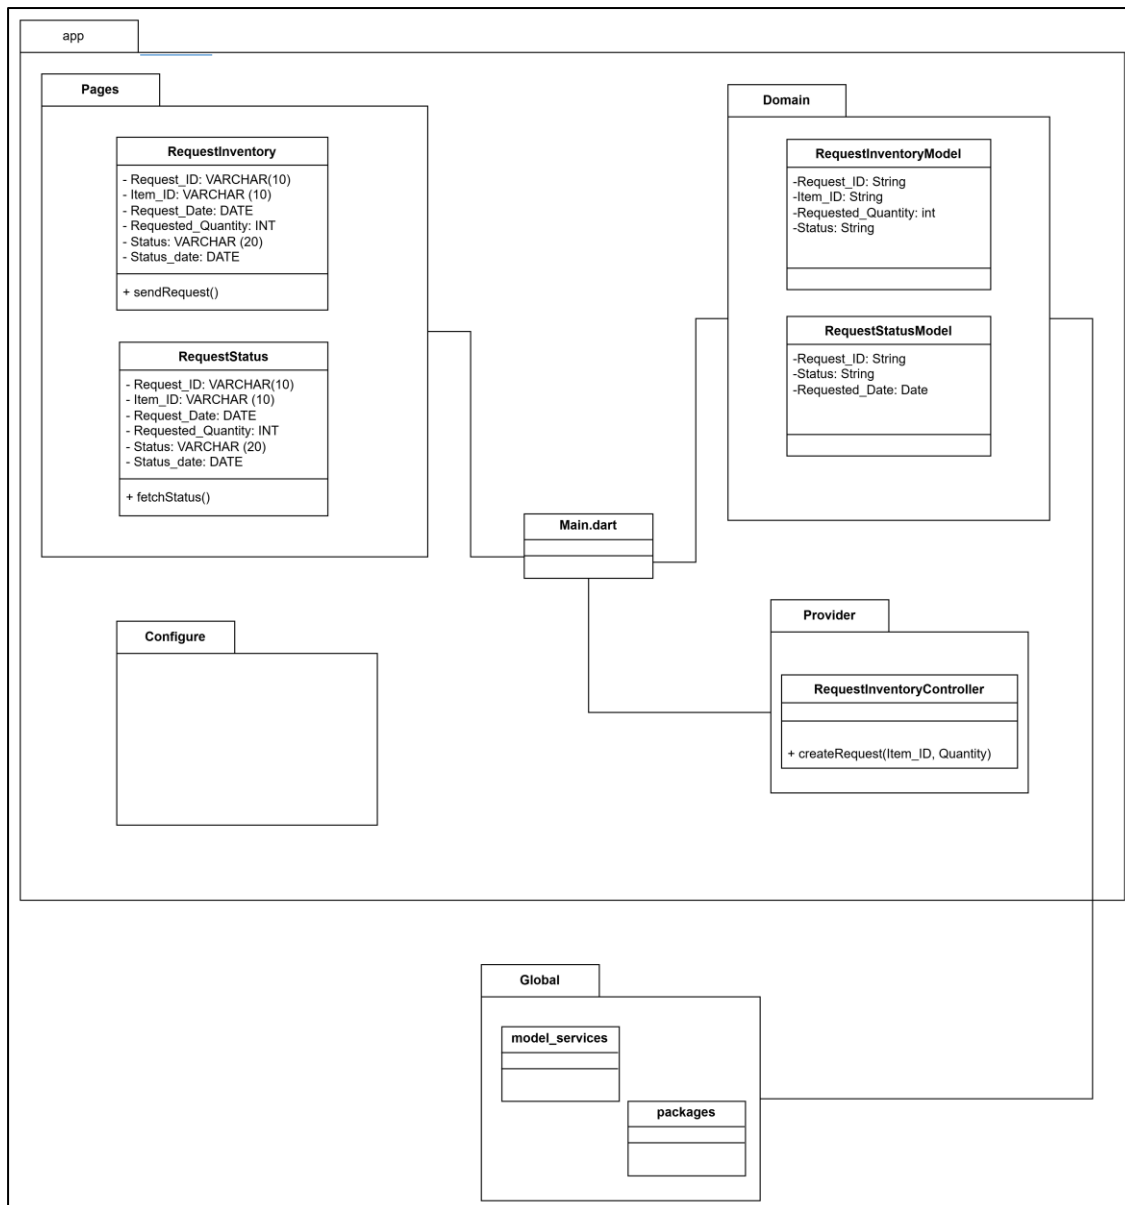 app
Pages
RequestInventory
- Request_ID: VARCHAR(10)
- Item_ID: VARCHAR (10)
- Request_Date: DATE
- Requested_Quantity: INT
- Status: VARCHAR (20)
- Status_date: DATE
+ sendRequest()
RequestStatus
- Request_ID: VARCHAR(10)
- Item_ID: VARCHAR (10)
- Request_Date: DATE
- Requested_Quantity: INT
- Status: VARCHAR (20)
- Status_date: DATE
+ fetchStatus()
Domain
RequestInventoryModel
-Request_ID: String
-Item_ID: String
-Requested_Quantity: int
-Status: String
RequestStatusModel
-Request_ID: String
-Status: String
-Requested_Date: Date
Main.dart
Configure
Provider
RequestInventoryController
+ createRequest(Item_ID, Quantity)
Global
model_services
packages